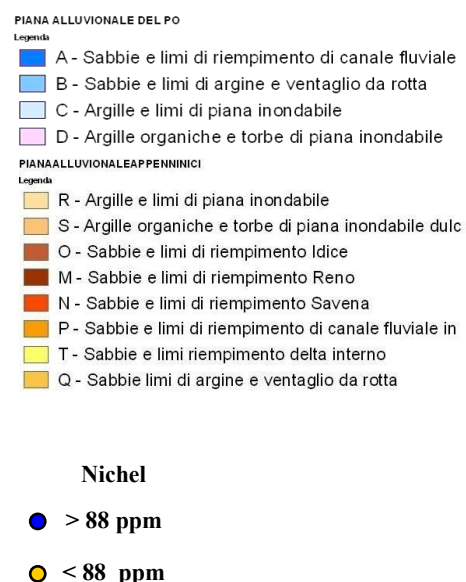 PIANA ALLUVIONALE DEL PO
Legenda
A - Sabbie e limi di riempimento di canale fluviale
B - Sabbie e limi di argine e ventaglio da rotta
C - Argille e limi di piana inondabile
D - Argille organiche e torbe di piana inondabile
PIANAALLUVIONALEAPPENNINICI
Legenda
R - Argille e limi di piana inondabile
S - Argille organiche e torbe di piana inondabile dulc
O - Sabbie e limi di riempimento Idice
M - Sabbie e limi di riempimento Reno
N - Sabbie e limi di riempimento Savena
P - Sabbie e limi di riempimento di canale fluviale in
T - Sabbie e limi riempimento delta interno
Q - Sabbie limi di argine e ventaglio da rotta
Nichel
> 88 ppm
< 88 ppm